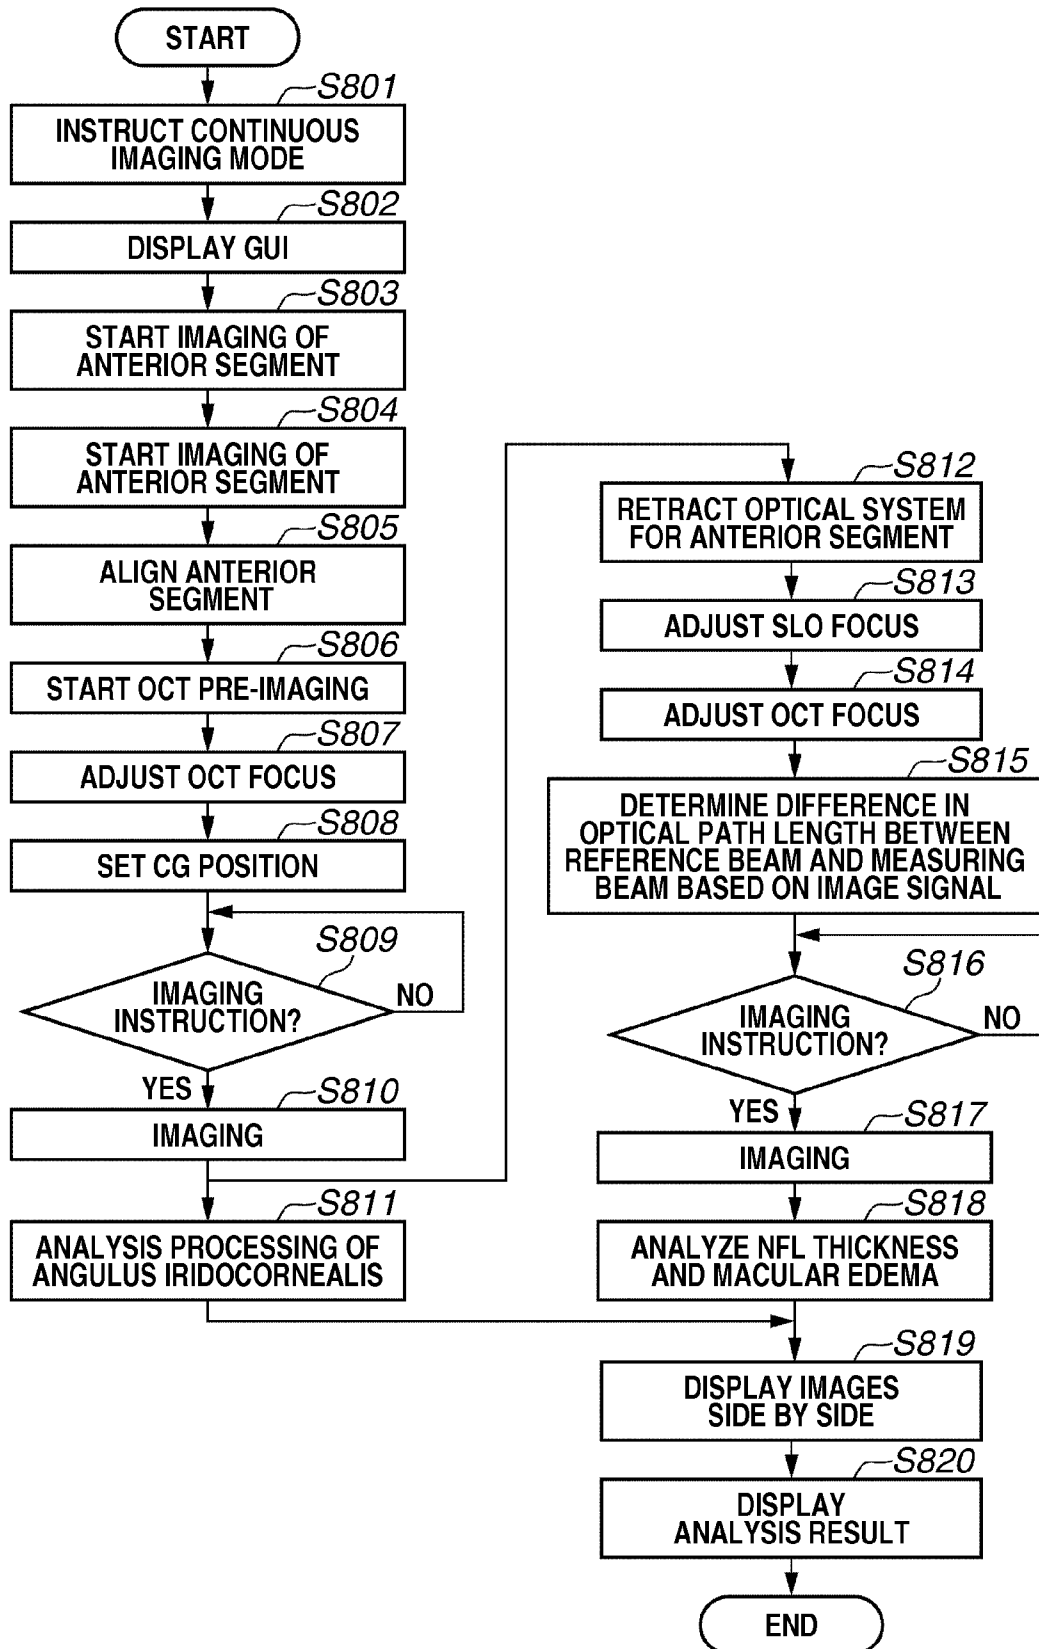 START
S801
INSTRUCT CONTINUOUS
IMAGING MODE
S802
DISPLAY GUI
S803
START IMAGING OF
ANTERIOR SEGMENT
S804
START IMAGING OF
ANTERIOR SEGMENT
S805
ALIGN ANTERIOR
SEGMENT
S806
START OCT PRE-IMAGING
S807
ADJUST OCT FOCUS
S808
SET CG POSITION
S809
IMAGING
INSTRUCTION?
NO
YES
S810
IMAGING
S811
ANALYSIS PROCESSING OF
ANGULUS IRIDOCORNEALIS
S812
RETRACT OPTICAL SYSTEM
FOR ANTERIOR SEGMENT
S813
ADJUST SLO FOCUS
S814
ADJUST OCT FOCUS
S815
DETERMINE DIFFERENCE IN
OPTICAL PATH LENGTH BETWEEN
REFERENCE BEAM AND MEASURING
BEAM BASED ON IMAGE SIGNAL
S816
IMAGING
INSTRUCTION?
NO
YES
S817
IMAGING
S818
ANALYZE NFL THICKNESS
AND MACULAR EDEMA
S819
DISPLAY IMAGES
SIDE BY SIDE
S820
DISPLAY
ANALYSIS RESULT
END